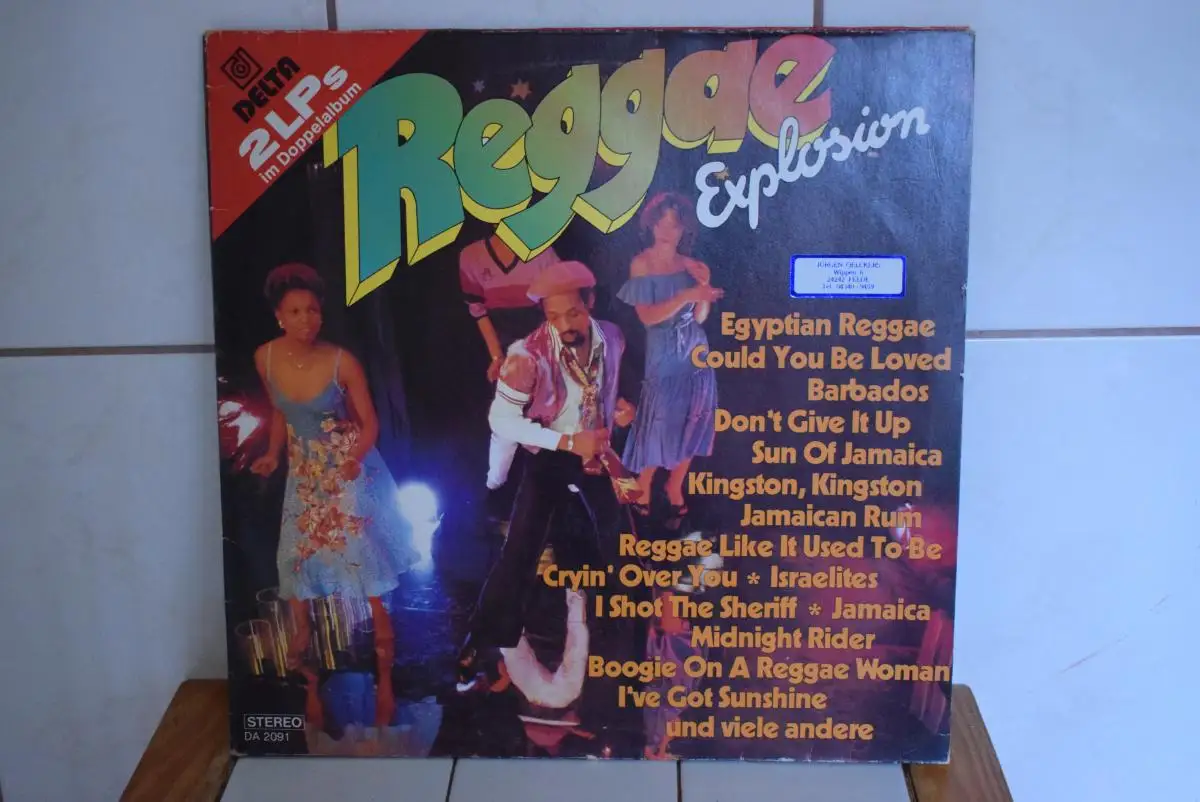 DELTA
2LPs
im Doppelalbum
Reggae
Explosion
Egyptian Reggae
Could You Be Loved
Barbados
Don't Give It Up
Sun Of Jamaica
Kingston, Kingston
Jamaican Rum
Reggae Like It Used To Be
Cryin' Over You * Israelites
I Shot The Sheriff * Jamaica
Midnight Rider
Boogie On A Reggae Woman
I've Got Sunshine
und viele andere
STEREO
DA 2091